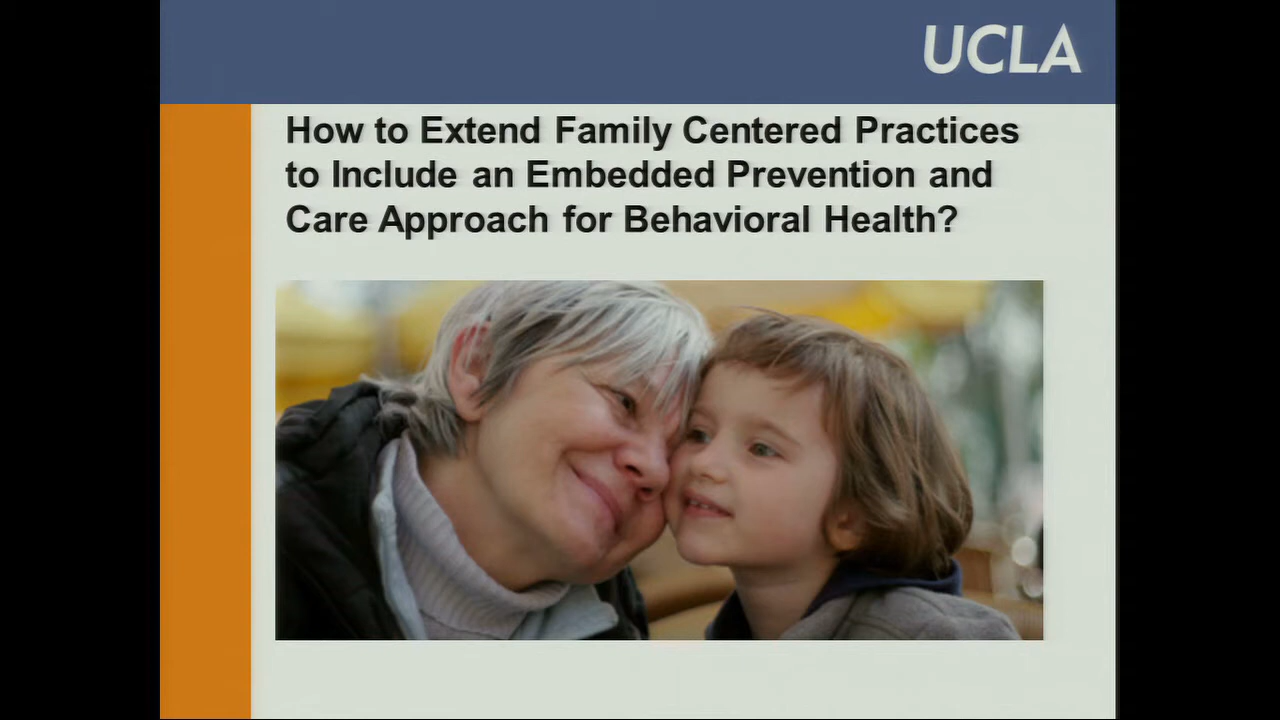 UCLA
How to Extend Family Centered Practices
to Include an Embedded Prevention and
Care Approach for Behavioral Health?